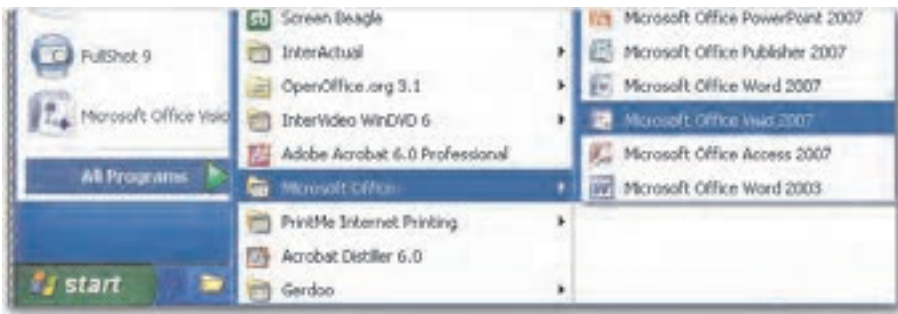 FullShot 9
Microsoft Office Visio
All Programs
start
Screen Beagle
InterActual
OpenOffice.org 3.1
InterVideo WinDVD 6
Adobe Acrobat 6.0 Professional
Microsoft Office
PrintMe Internet Printing
Acrobat Distiller 6.0
Gerdoo
Microsoft Office PowerPoint 2007
Microsoft Office Publisher 2007
Microsoft Office Word 2007
Microsoft Office Visio 2007
Microsoft Office Access 2007
Microsoft Office Word 2003